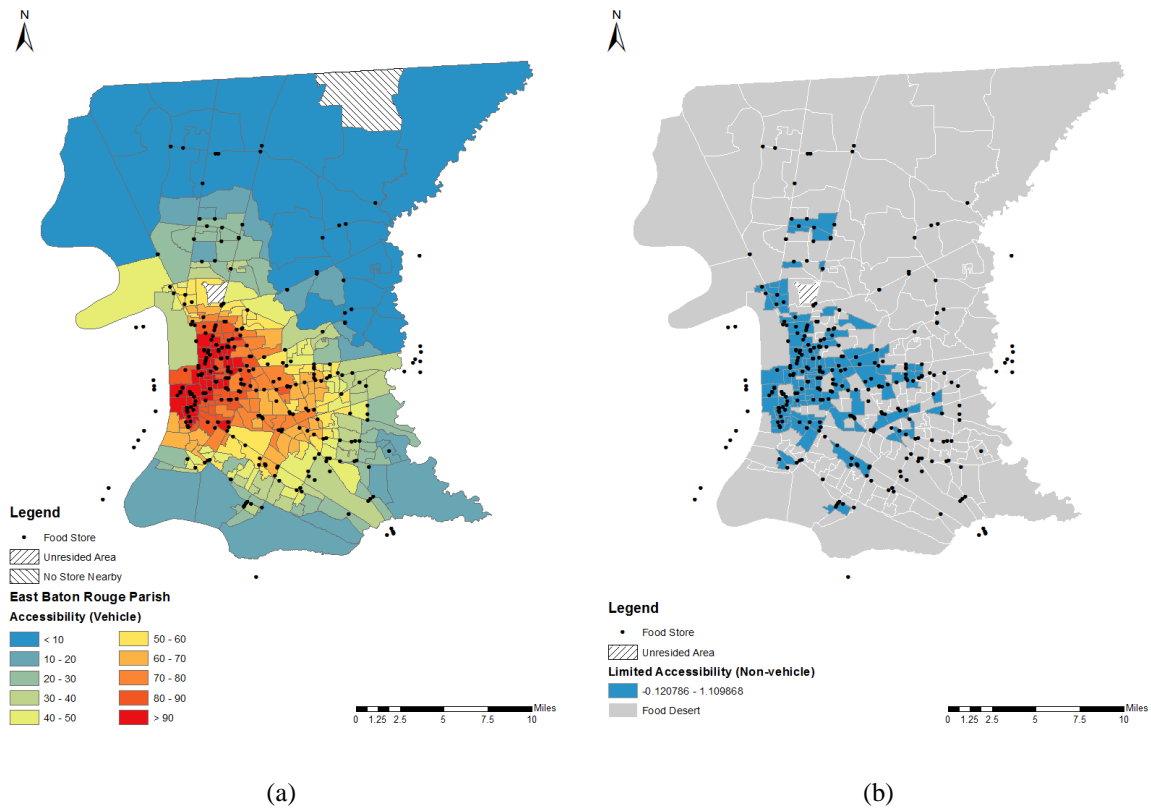 N
Legend
Food Store
Unresided Area
No Store Nearby
East Baton Rouge Parish
Accessibility (Vehicle)
< 10
10 - 20
20 - 30
30 - 40
40 - 50
50 - 60
60 - 70
70 - 80
80 - 90
> 90
Miles
0 1.25 2.5 5 7.5 10
(a)
N
Legend
Food Store
Unresided Area
Limited Accessibility (Non-vehicle)
-0.120786 - 1.109868
Food Desert
Miles
0 1.25 2.5 5 7.5 10
(b)